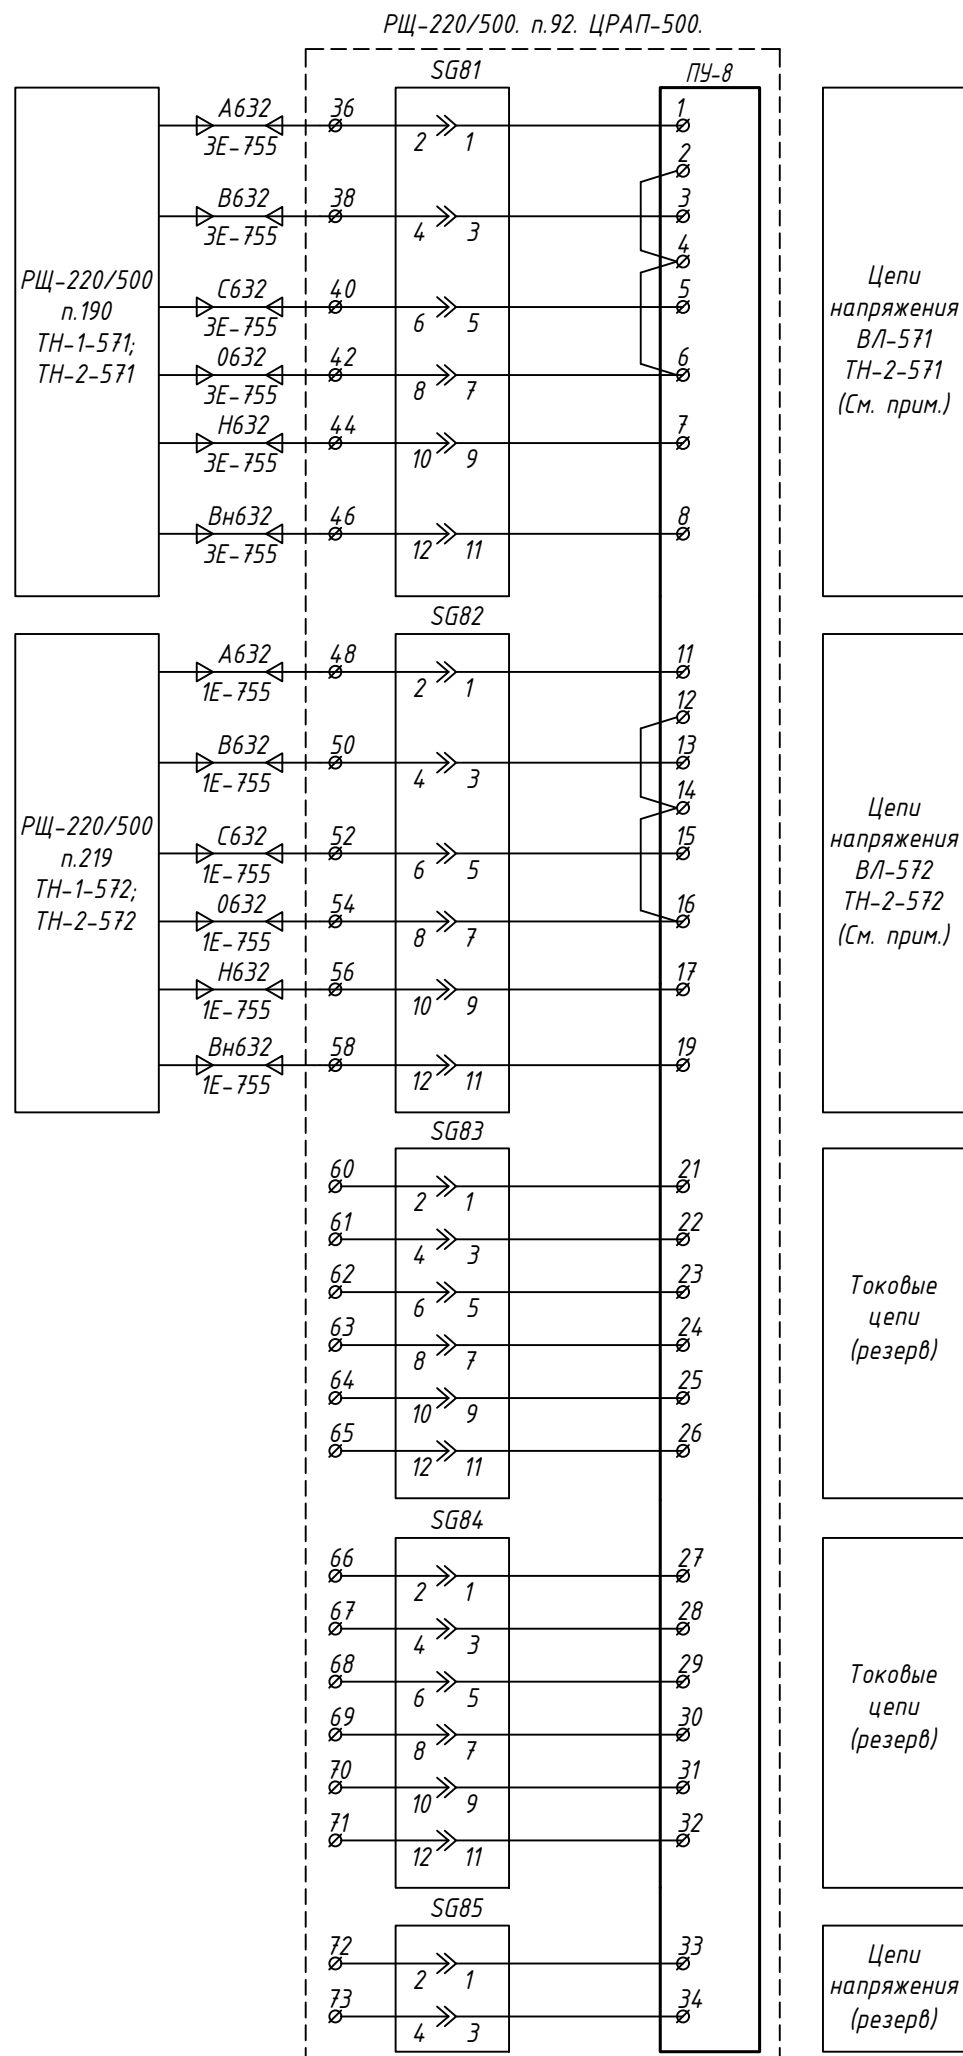 РЩ-220/500. п.92. ЦРАП-500.
SG81
ПУ-8
РЩ-220/500
п.190
ТН-1-571;
ТН-2-571
А632
3Е-755
36
2
1
1
2
В632
3Е-755
38
4
3
3
4
С632
3Е-755
40
6
5
5
0632
3Е-755
42
8
7
6
Н632
3Е-755
44
10
9
7
Вн632
3Е-755
46
12
11
8
Цепи
напряжения
ВЛ-571
ТН-2-571
(См. прим.)
SG82
РЩ-220/500
п.219
ТН-1-572;
ТН-2-572
А632
1Е-755
48
2
1
11
12
В632
1Е-755
50
4
3
13
14
С632
1Е-755
52
6
5
15
0632
1Е-755
54
8
7
16
Н632
1Е-755
56
10
9
17
Вн632
1Е-755
58
12
11
19
Цепи
напряжения
ВЛ-572
ТН-2-572
(См. прим.)
SG83
60
2
1
21
61
4
3
22
62
6
5
23
63
8
7
24
64
10
9
25
65
12
11
26
Токовые
цепи
(резерв)
SG84
66
2
1
27
67
4
3
28
68
6
5
29
69
8
7
30
70
10
9
31
71
12
11
32
Токовые
цепи
(резерв)
SG85
72
2
1
33
73
4
3
34
Цепи
напряжения
(резерв)